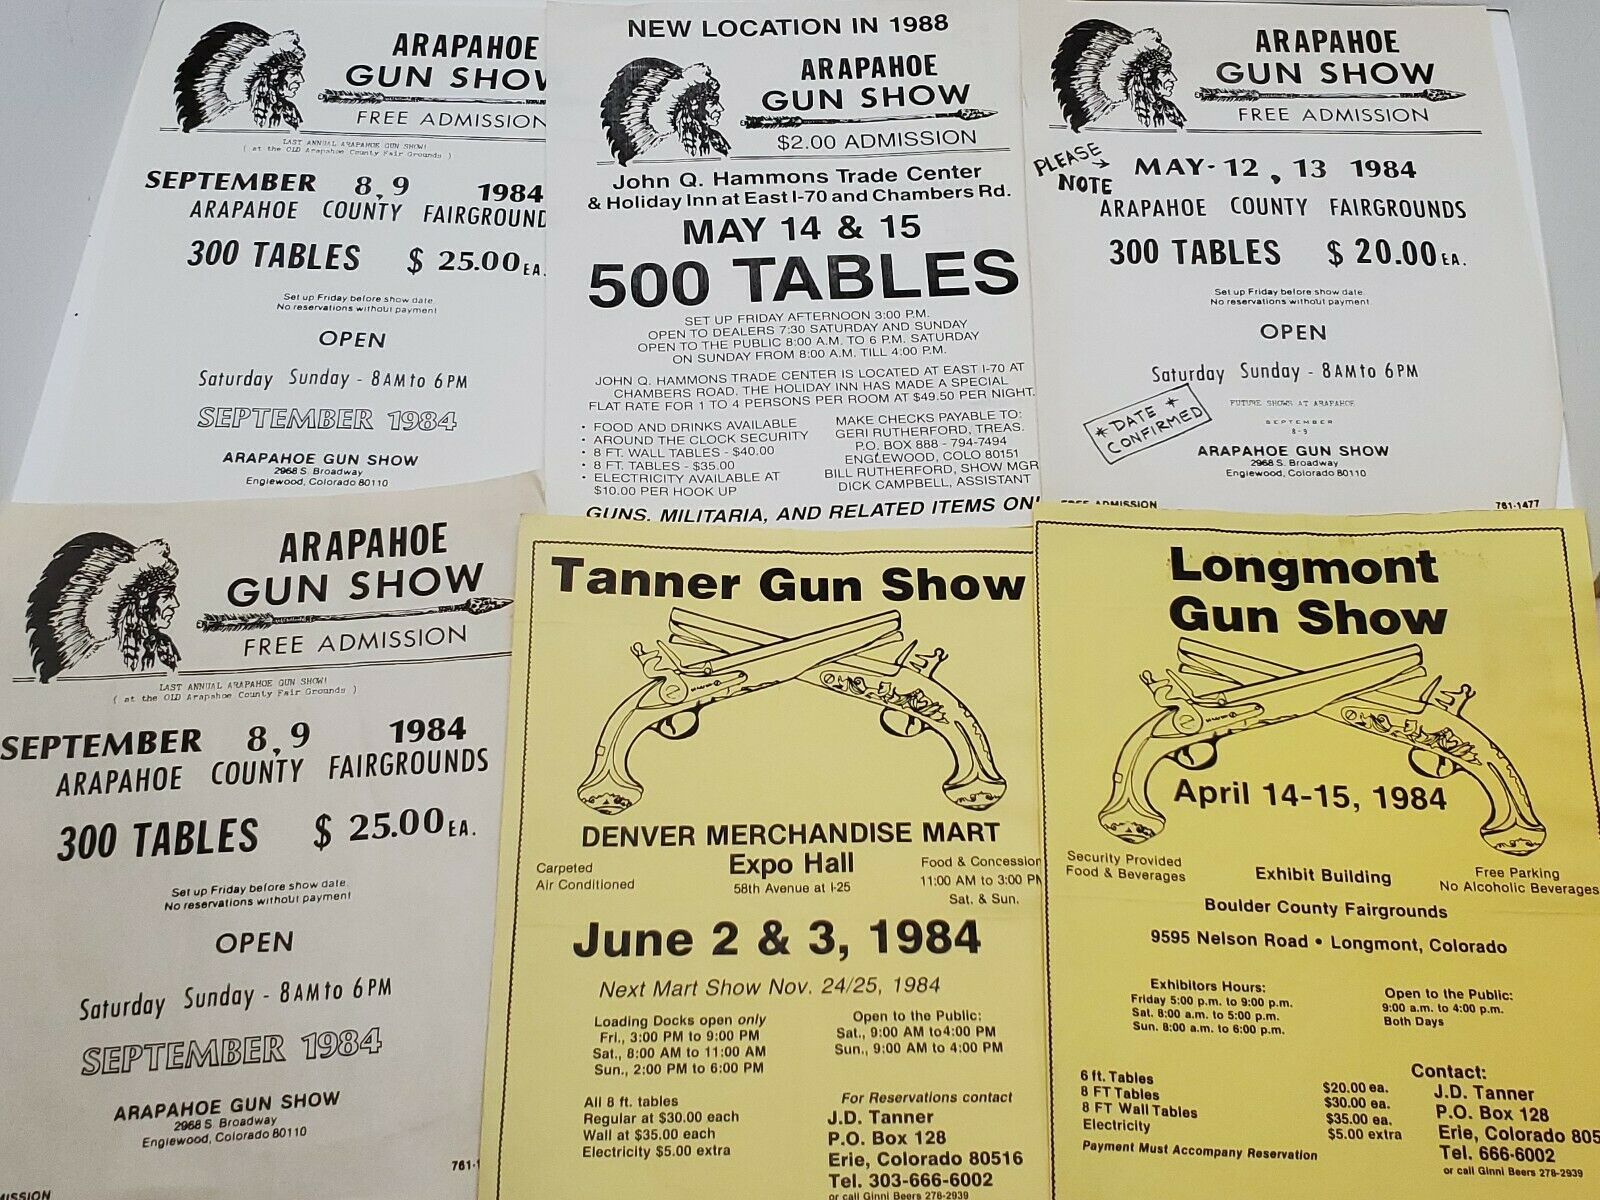 ARAPAHOE
GUN SHOW
FREE ADMISSION
LAST ANNUAL ARAPAHOE GUN SHOW!
( at the OLD Arapahoe County Fair Grounds )
SEPTEMBER 8, 9 1984
ARAPAHOE COUNTY FAIRGROUND
300 TABLES $ 25.00 EA.
Set up Friday before show date.
No reservations without payment
OPEN
Saturday Sunday - 8 AM to 6 PM
SEPTEMBER 1984
ARAPAHOE GUN SHOW
2968 S. Broadway
Englewood, Colorado 80110
NEW LOCATION IN 1988
ARAPAHOE
GUN SHOW
$2.00 ADMISSION
John Q. Hammons Trade Center
& Holiday Inn at East I-70 and Chambers Rd.
MAY 14 & 15
500 TABLES
SET UP FRIDAY AFTERNOON 3:00 P.M.
OPEN TO DEALERS 7:30 SATURDAY AND SUNDAY
OPEN TO THE PUBLIC 8:00 A.M. TO 6 P.M. SATURDAY
ON SUNDAY FROM 8:00 A.M. TILL 4:00 P.M.
JOHN Q. HAMMONS TRADE CENTER IS LOCATED AT EAST I-70 AT
CHAMBERS ROAD. THE HOLIDAY INN HAS MADE A SPECIAL
FLAT RATE FOR 1 TO 4 PERSONS PER ROOM AT $49.50 PER NIGHT.
• FOOD AND DRINKS AVAILABLE
• AROUND THE CLOCK SECURITY
• 8 FT. WALL TABLES - $40.00
• 8 FT. TABLES - $35.00
• ELECTRICITY AVAILABLE AT
$10.00 PER HOOK UP
MAKE CHECKS PAYABLE TO:
GERI RUTHERFORD, TREAS.
P.O. BOX 888 - 794-7494
ENGLEWOOD, COLO 80151
BILL RUTHERFORD, SHOW MGR
DICK CAMPBELL, ASSISTANT
GUNS, MILITARIA, AND RELATED ITEMS ONL
ARAPAHOE
GUN SHOW
FREE ADMISSION
PLEASE
NOTE
MAY - 12, 13 1984
ARAPAHOE COUNTY FAIRGROUNDS
300 TABLES $ 20.00 EA.
Set up Friday before show date.
No reservations without payment.
OPEN
Saturday Sunday - 8 AM to 6 PM
* DATE *
CONFIRMED
FUTURE SHOWS AT ARAPAHOE
SEPTEMBER
8-9
ARAPAHOE GUN SHOW
2968 S. Broadway
Englewood, Colorado 80110
FREE ADMISSION 761-1477
ARAPAHOE
GUN SHOW
FREE ADMISSION
LAST ANNUAL ARAPAHOE GUN SHOW!
( at the OLD Arapahoe County Fair Grounds )
SEPTEMBER 8, 9 1984
ARAPAHOE COUNTY FAIRGROUNDS
300 TABLES $ 25.00 EA.
Set up Friday before show date
No reservations without payment
OPEN
Saturday Sunday - 8 AM to 6 PM
SEPTEMBER 1984
ARAPAHOE GUN SHOW
2968 S. Broadway
Englewood, Colorado 80110
761-1
MISSION
Tanner Gun Show
DENVER MERCHANDISE MART
Expo Hall
58th Avenue at I-25
Carpeted
Air Conditioned
Food & Concession
11:00 AM to 3:00 PM
Sat. & Sun.
June 2 & 3, 1984
Next Mart Show Nov. 24/25, 1984
Loading Docks open only
Fri., 3:00 PM to 9:00 PM
Sat., 8:00 AM to 11:00 AM
Sun., 2:00 PM to 6:00 PM
Open to the Public:
Sat., 9:00 AM to 4:00 PM
Sun., 9:00 AM to 4:00 PM
All 8 ft. tables
Regular at $30.00 each
Wall at $35.00 each
Electricity $5.00 extra
For Reservations contact
J.D. Tanner
P.O. Box 128
Erie, Colorado 80516
Tel. 303-666-6002
or call Ginni Beers 278-2939
Longmont
Gun Show
April 14-15, 1984
Security Provided
Food & Beverages
Free Parking
No Alcoholic Beverages
Exhibit Building
Boulder County Fairgrounds
9595 Nelson Road • Longmont, Colorado
Exhibitors Hours:
Friday 5:00 p.m. to 9:00 p.m.
Sat. 8:00 a.m. to 5:00 p.m.
Sun. 8:00 a.m. to 6:00 p.m.
Open to the Public:
9:00 a.m. to 4:00 p.m.
Both Days
6 ft. Tables $20.00 ea.
8 FT Tables $30.00 ea.
8 FT Wall Tables $35.00 ea.
Electricity $5.00 extra
Payment Must Accompany Reservation
Contact:
J.D. Tanner
P.O. Box 128
Erie, Colorado 805
Tel. 666-6002
or call Ginni Beers 278-2939